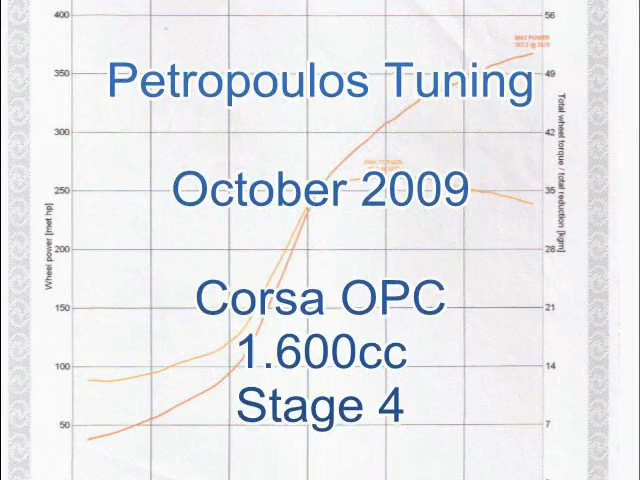 400
56
MAX POWER
Petropoulos Tuning
350
49
300
42
October 2009
250
35
Wheel power [met hp]
Total wheel torque / total reduction [kgm]
200
28
Corsa OPC
150
21
1.600cc
100
14
Stage 4
50
7